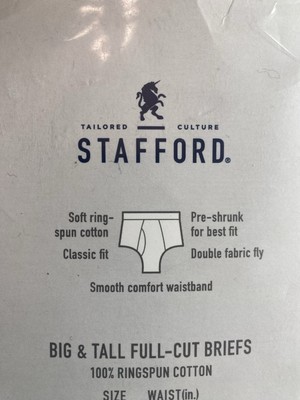 TAILORED CULTURE
STAFFORD®
Soft ring-
spun cotton
Pre-shrunk
for best fit
Classic fit
Double fabric fly
Smooth comfort waistband
BIG & TALL FULL-CUT BRIEFS
100% RINGSPUN COTTON
SIZE WAIST(in.)